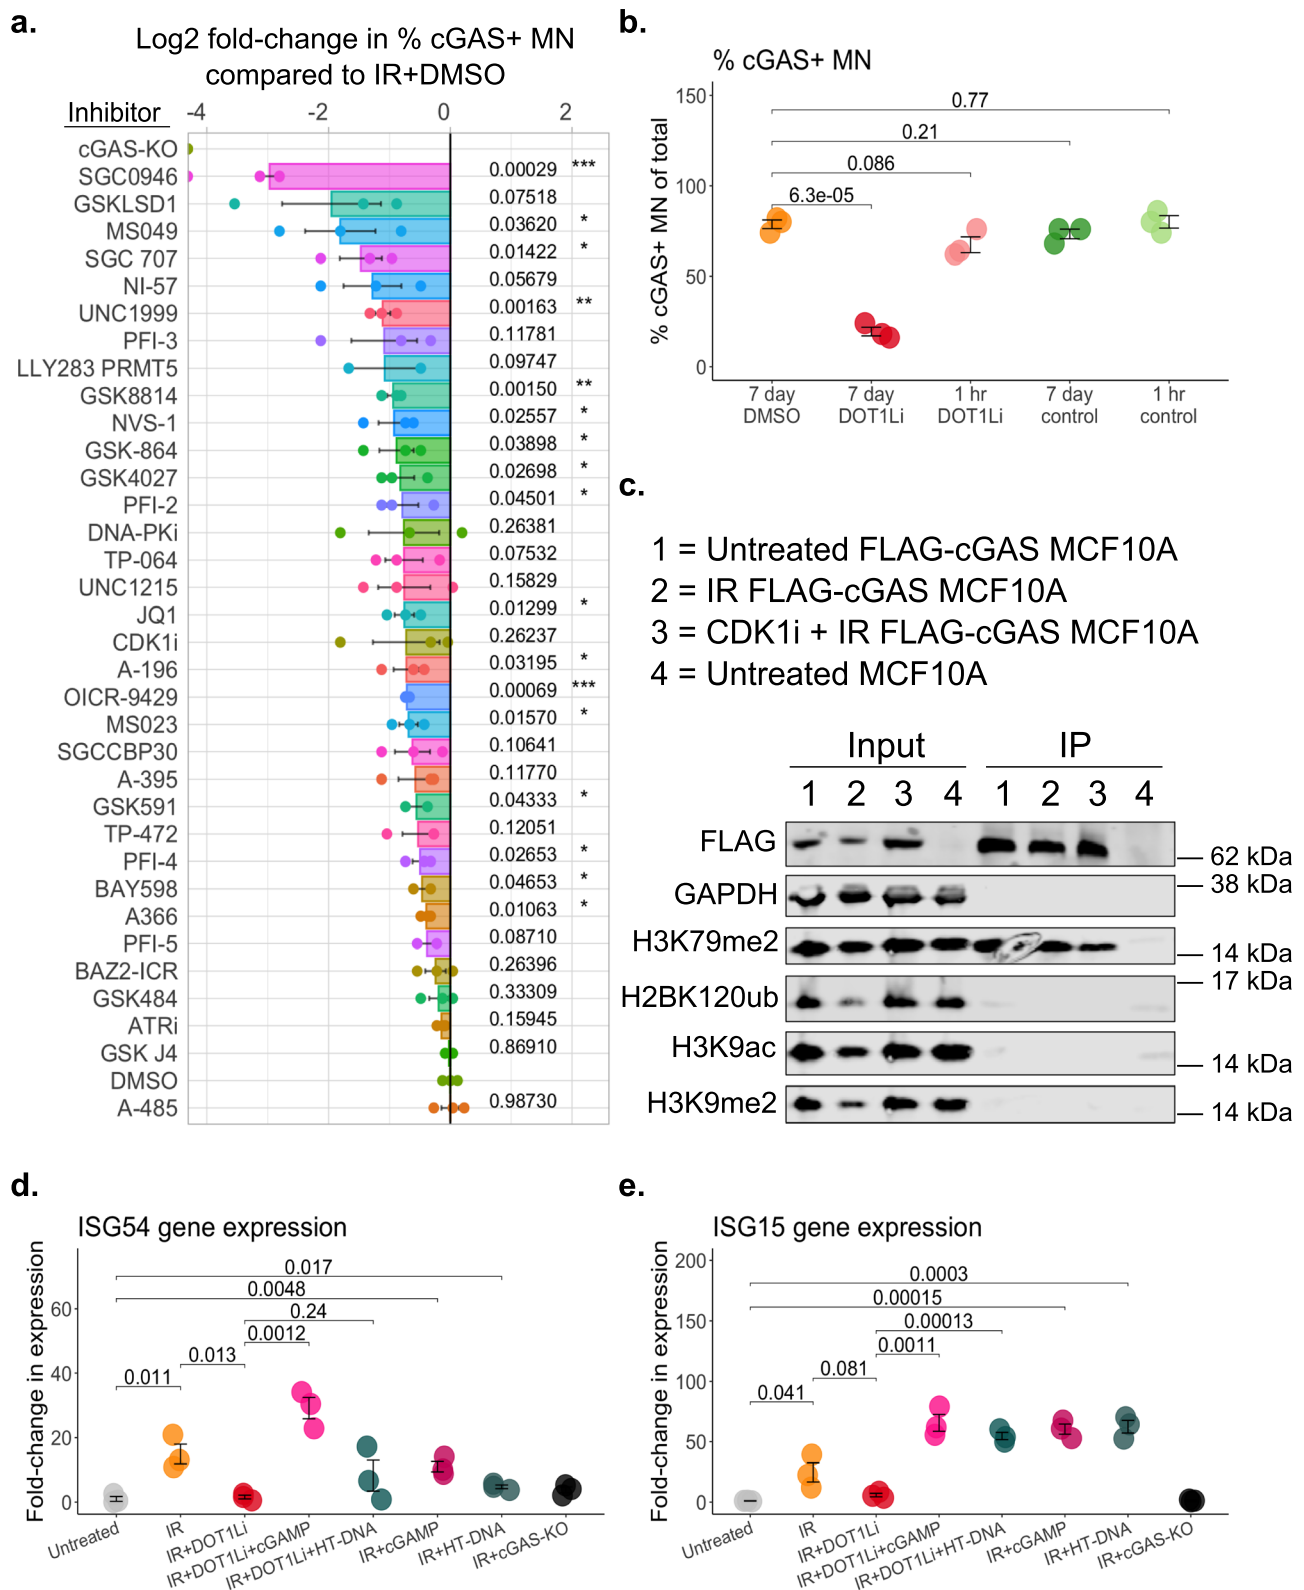 a.
Log2 fold-change in % cGAS+ MN
compared to IR+DMSO
Inhibitor
-4 -2 0 2
cGAS-KO
SGC0946 0.00029 ***
GSKLSD1 0.07518
MS049 0.03620 *
SGC 707 0.01422 *
NI-57 0.05679
UNC1999 0.00163 **
PFI-3 0.11781
LLY283 PRMT5 0.09747
GSK8814 0.00150 **
NVS-1 0.02557 *
GSK-864 0.03898 *
GSK4027 0.02698 *
PFI-2 0.04501 *
DNA-PKi 0.26381
TP-064 0.07532
UNC1215 0.15829
JQ1 0.01299 *
CDK1i 0.26237
A-196 0.03195 *
OICR-9429 0.00069 ***
MS023 0.01570 *
SGCCBP30 0.10641
A-395 0.11770
GSK591 0.04333 *
TP-472 0.12051
PFI-4 0.02653 *
BAY598 0.04653 *
A366 0.01063 *
PFI-5 0.08710
BAZ2-ICR 0.26396
GSK484 0.33309
ATRi 0.15945
GSK J4 0.86910
DMSO
A-485 0.98730
b.
% cGAS+ MN
% cGAS+ MN of total
150
100
50
0
0.77
0.21
0.086
6.3e-05
7 day DMSO
7 day DOT1Li
1 hr DOT1Li
7 day control
1 hr control
c.
1 = Untreated FLAG-cGAS MCF10A
2 = IR FLAG-cGAS MCF10A
3 = CDK1i + IR FLAG-cGAS MCF10A
4 = Untreated MCF10A
Input IP
1 2 3 4 1 2 3 4
FLAG 62 kDa
GAPDH 38 kDa
H3K79me2 14 kDa
H2BK120ub 17 kDa
H3K9ac 14 kDa
H3K9me2 14 kDa
d.
ISG54 gene expression
Fold-change in expression
60
40
20
0
0.017
0.0048
0.24
0.0012
0.013
0.011
Untreated
IR
IR+DOT1Li
IR+DOT1Li+cGAMP
IR+DOT1Li+HT-DNA
IR+cGAMP
IR+HT-DNA
IR+cGAS-KO
e.
ISG15 gene expression
Fold-change in expression
200
150
100
50
0
0.0003
0.00015
0.00013
0.0011
0.081
0.041
Untreated
IR
IR+DOT1Li
IR+DOT1Li+cGAMP
IR+DOT1Li+HT-DNA
IR+cGAMP
IR+HT-DNA
IR+cGAS-KO